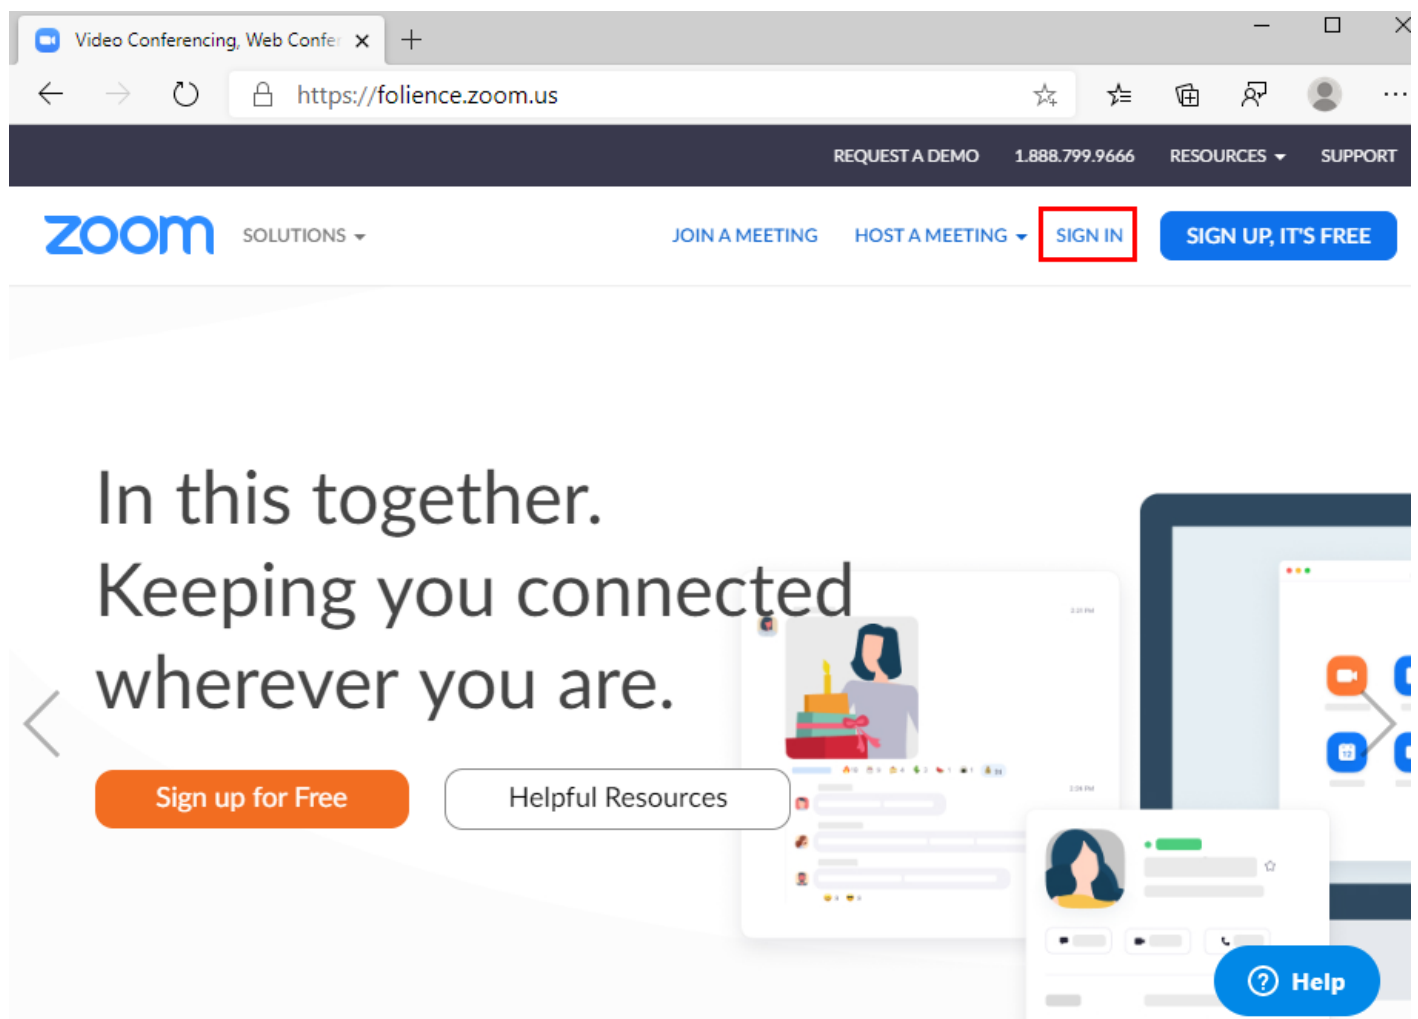 Video Conferencing, Web Confer
https://folience.zoom.us
REQUEST A DEMO 1.888.799.9666 RESOURCES SUPPORT
zoom SOLUTIONS JOIN A MEETING HOST A MEETING SIGN IN SIGN UP, IT'S FREE
In this together.
Keeping you connected
wherever you are.
Sign up for Free Helpful Resources
Help